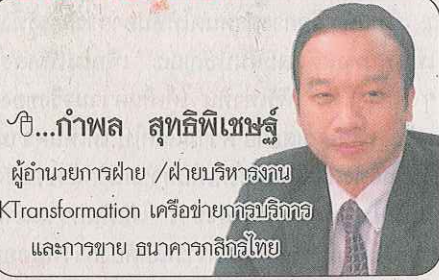 ...กำพล สุทธิพิเชษฐ์
ผู้อำนวยการฝ่าย /ฝ่ายบริหารงาน
KTransformation เครือข่ายการบริการ
และการขาย ธนาคารกสิกรไทย